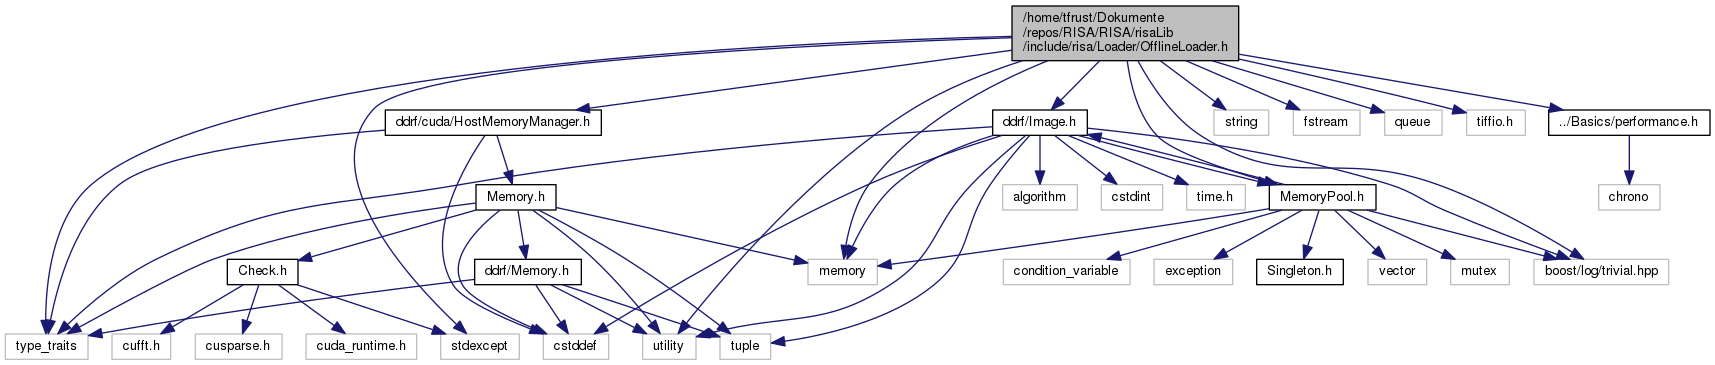 /home/tfrust/Dokumente
/repos/RISA/RISA/risaLib
/include/risa/Loader/OfflineLoader.h
ddrf/cuda/HostMemoryManager.h
ddrf/Image.h
string
fstream
queue
tiffio.h
../Basics/performance.h
Memory.h
algorithm
cstdint
time.h
MemoryPool.h
chrono
Check.h
ddrf/Memory.h
memory
condition_variable
exception
Singleton.h
vector
mutex
boost/log/trivial.hpp
type_traits
cufft.h
cusparse.h
cuda_runtime.h
stdexcept
cstddef
utility
tuple